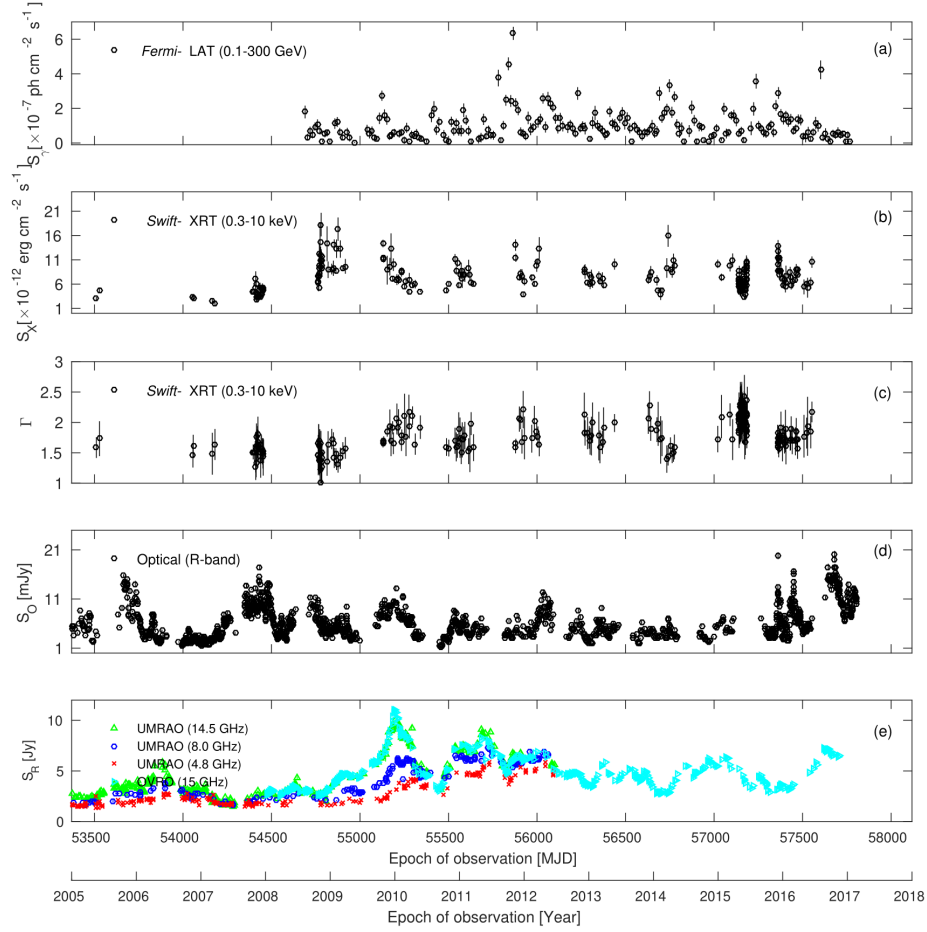 S_γ[×10^-7 ph cm^-2 s^-1]
6
4
2
0
Fermi- LAT (0.1-300 GeV)
(a)
S_X[×10^-12 erg cm^-2 s^-1]
21
16
11
6
1
Swift- XRT (0.3-10 keV)
(b)
Γ
3
2.5
2
1.5
1
Swift- XRT (0.3-10 keV)
(c)
S_O [mJy]
21
11
1
Optical (R-band)
(d)
S_R [Jy]
10
5
0
UMRAO (14.5 GHz)
UMRAO (8.0 GHz)
UMRAO (4.8 GHz)
OVRO (15 GHz)
(e)
53500 54000 54500 55000 55500 56000 56500 57000 57500 58000
Epoch of observation [MJD]
2005 2006 2007 2008 2009 2010 2011 2012 2013 2014 2015 2016 2017 2018
Epoch of observation [Year]